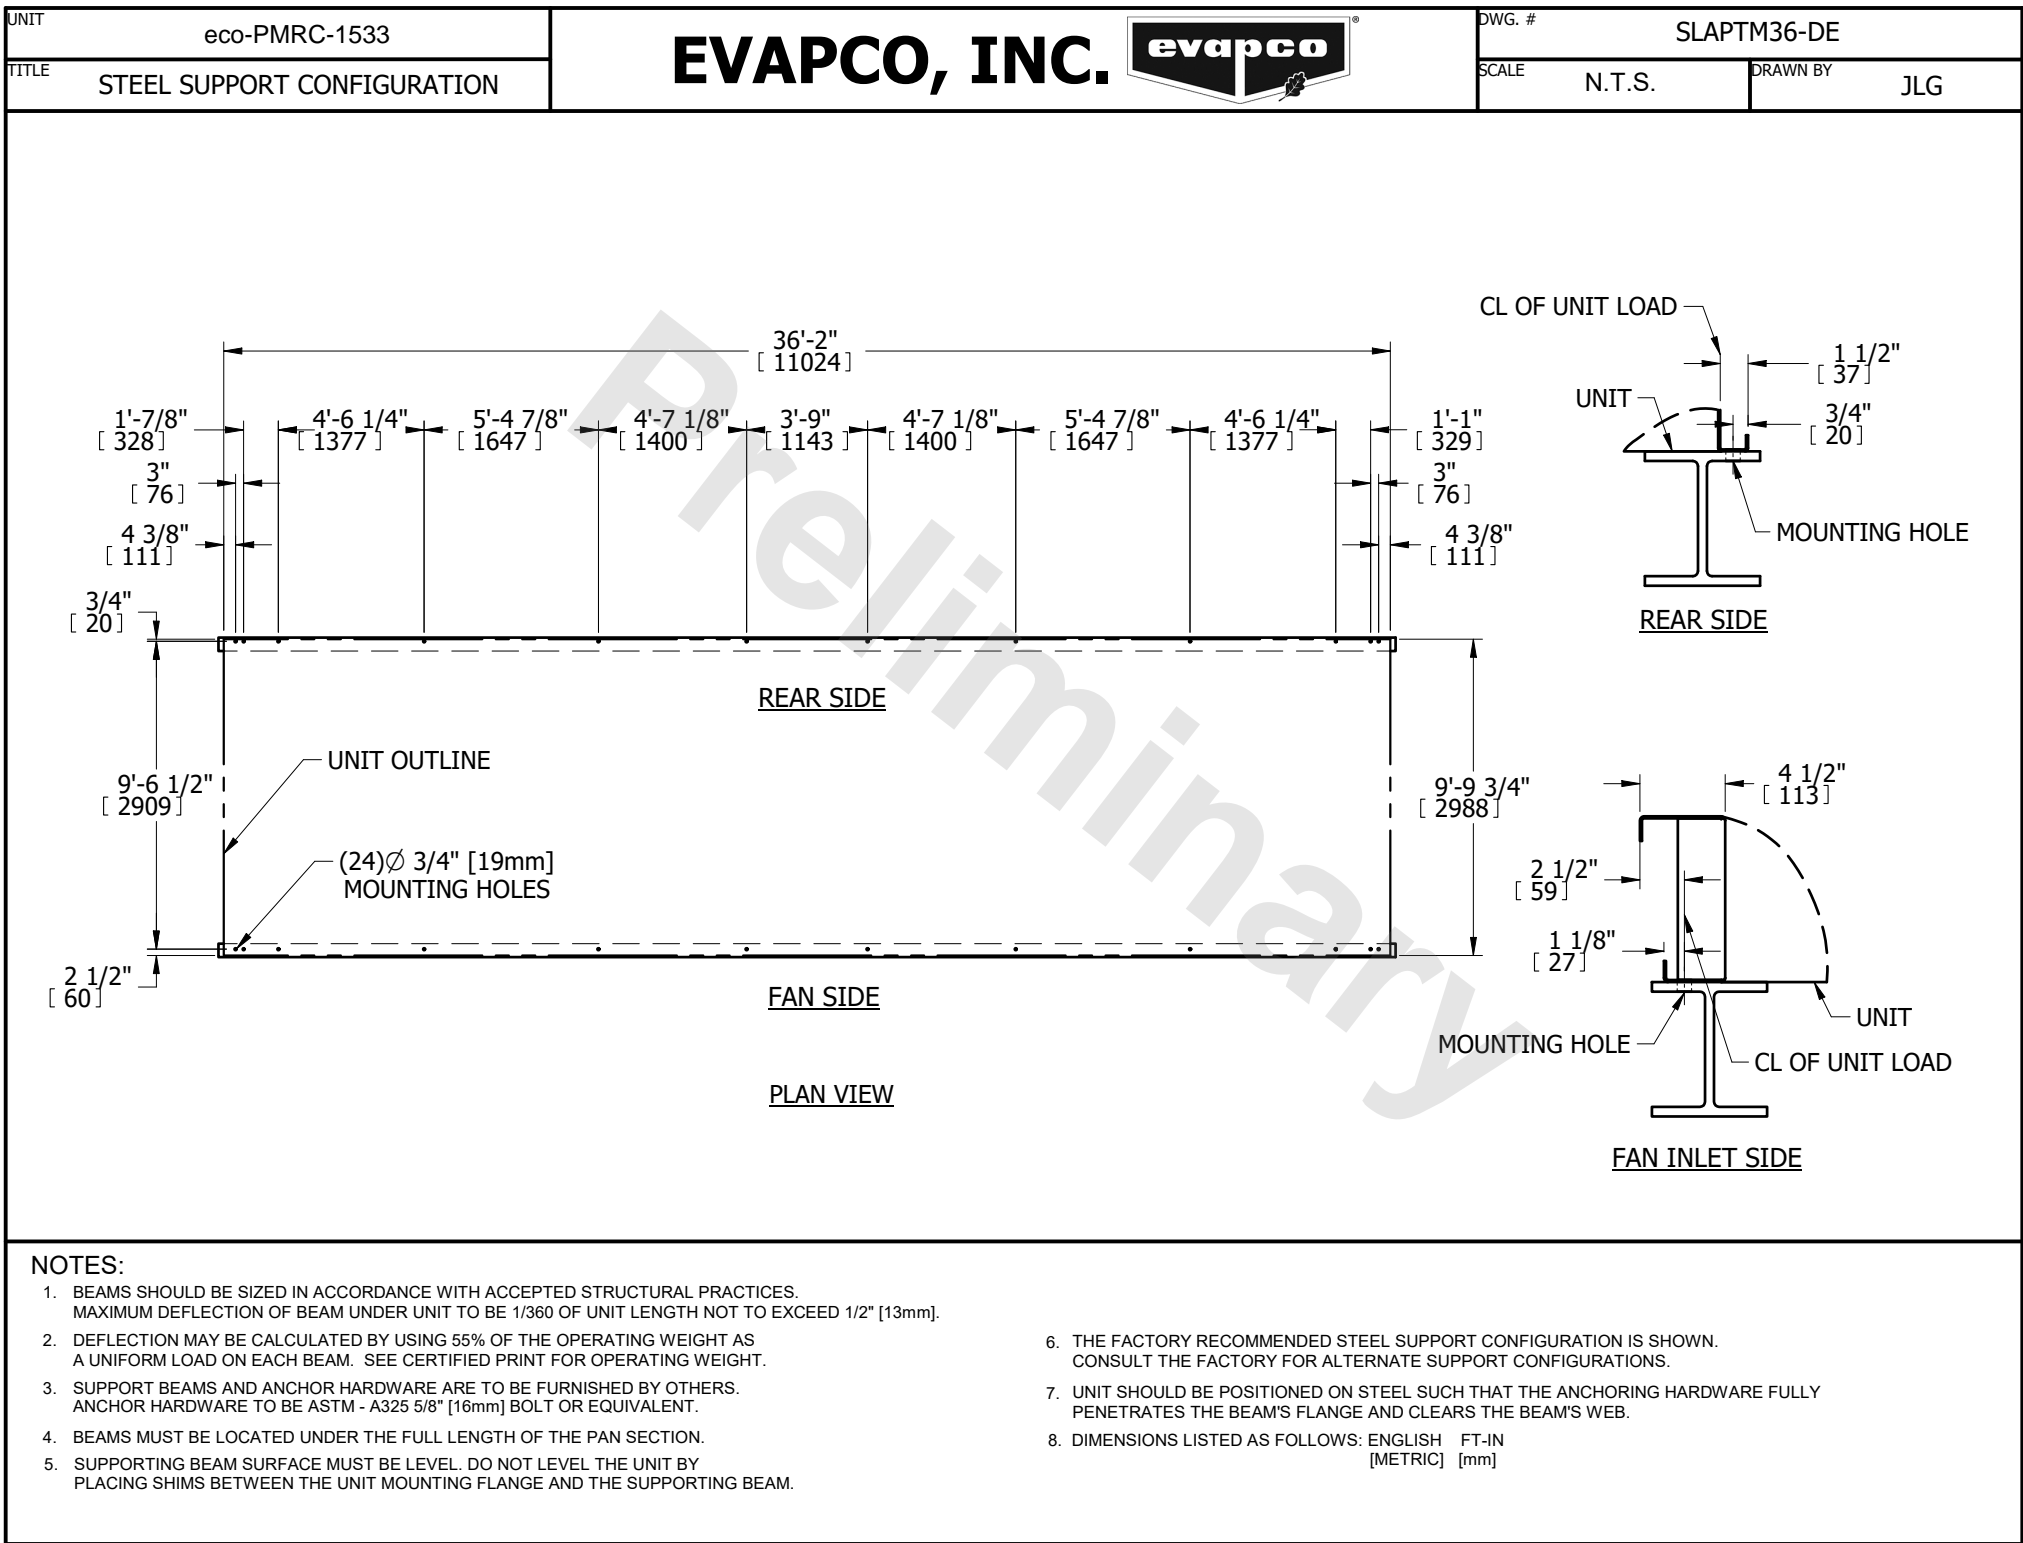 UNIT
eco-PMRC-1533
TITLE
STEEL SUPPORT CONFIGURATION
EVAPCO, INC.
evapco
®
DWG. #
SLAPTM36-DE
SCALE
N.T.S.
DRAWN BY
JLG
CL OF UNIT LOAD
36'-2"
[ 11024 ]
1 1/2"
[ 37 ]
UNIT
3/4"
[ 20 ]
1'-7/8"
[ 328 ]
4'-6 1/4"
[ 1377 ]
5'-4 7/8"
[ 1647 ]
4'-7 1/8"
[ 1400 ]
3'-9"
[ 1143 ]
4'-7 1/8"
[ 1400 ]
5'-4 7/8"
[ 1647 ]
4'-6 1/4"
[ 1377 ]
1'-1"
[ 329 ]
3"
[ 76 ]
3"
[ 76 ]
4 3/8"
[ 111 ]
4 3/8"
[ 111 ]
MOUNTING HOLE
3/4"
[ 20 ]
REAR SIDE
REAR SIDE
UNIT OUTLINE
9'-6 1/2"
[ 2909 ]
9'-9 3/4"
[ 2988 ]
4 1/2"
[ 113 ]
(24)∅ 3/4" [19mm]
MOUNTING HOLES
2 1/2"
[ 59 ]
1 1/8"
[ 27 ]
2 1/2"
[ 60 ]
FAN SIDE
UNIT
MOUNTING HOLE
CL OF UNIT LOAD
PLAN VIEW
FAN INLET SIDE
Preliminary
NOTES:
1. BEAMS SHOULD BE SIZED IN ACCORDANCE WITH ACCEPTED STRUCTURAL PRACTICES.
MAXIMUM DEFLECTION OF BEAM UNDER UNIT TO BE 1/360 OF UNIT LENGTH NOT TO EXCEED 1/2" [13mm].
2. DEFLECTION MAY BE CALCULATED BY USING 55% OF THE OPERATING WEIGHT AS
A UNIFORM LOAD ON EACH BEAM. SEE CERTIFIED PRINT FOR OPERATING WEIGHT.
3. SUPPORT BEAMS AND ANCHOR HARDWARE ARE TO BE FURNISHED BY OTHERS.
ANCHOR HARDWARE TO BE ASTM - A325 5/8" [16mm] BOLT OR EQUIVALENT.
4. BEAMS MUST BE LOCATED UNDER THE FULL LENGTH OF THE PAN SECTION.
5. SUPPORTING BEAM SURFACE MUST BE LEVEL. DO NOT LEVEL THE UNIT BY
PLACING SHIMS BETWEEN THE UNIT MOUNTING FLANGE AND THE SUPPORTING BEAM.
6. THE FACTORY RECOMMENDED STEEL SUPPORT CONFIGURATION IS SHOWN.
CONSULT THE FACTORY FOR ALTERNATE SUPPORT CONFIGURATIONS.
7. UNIT SHOULD BE POSITIONED ON STEEL SUCH THAT THE ANCHORING HARDWARE FULLY
PENETRATES THE BEAM'S FLANGE AND CLEARS THE BEAM'S WEB.
8. DIMENSIONS LISTED AS FOLLOWS: ENGLISH FT-IN
[METRIC] [mm]